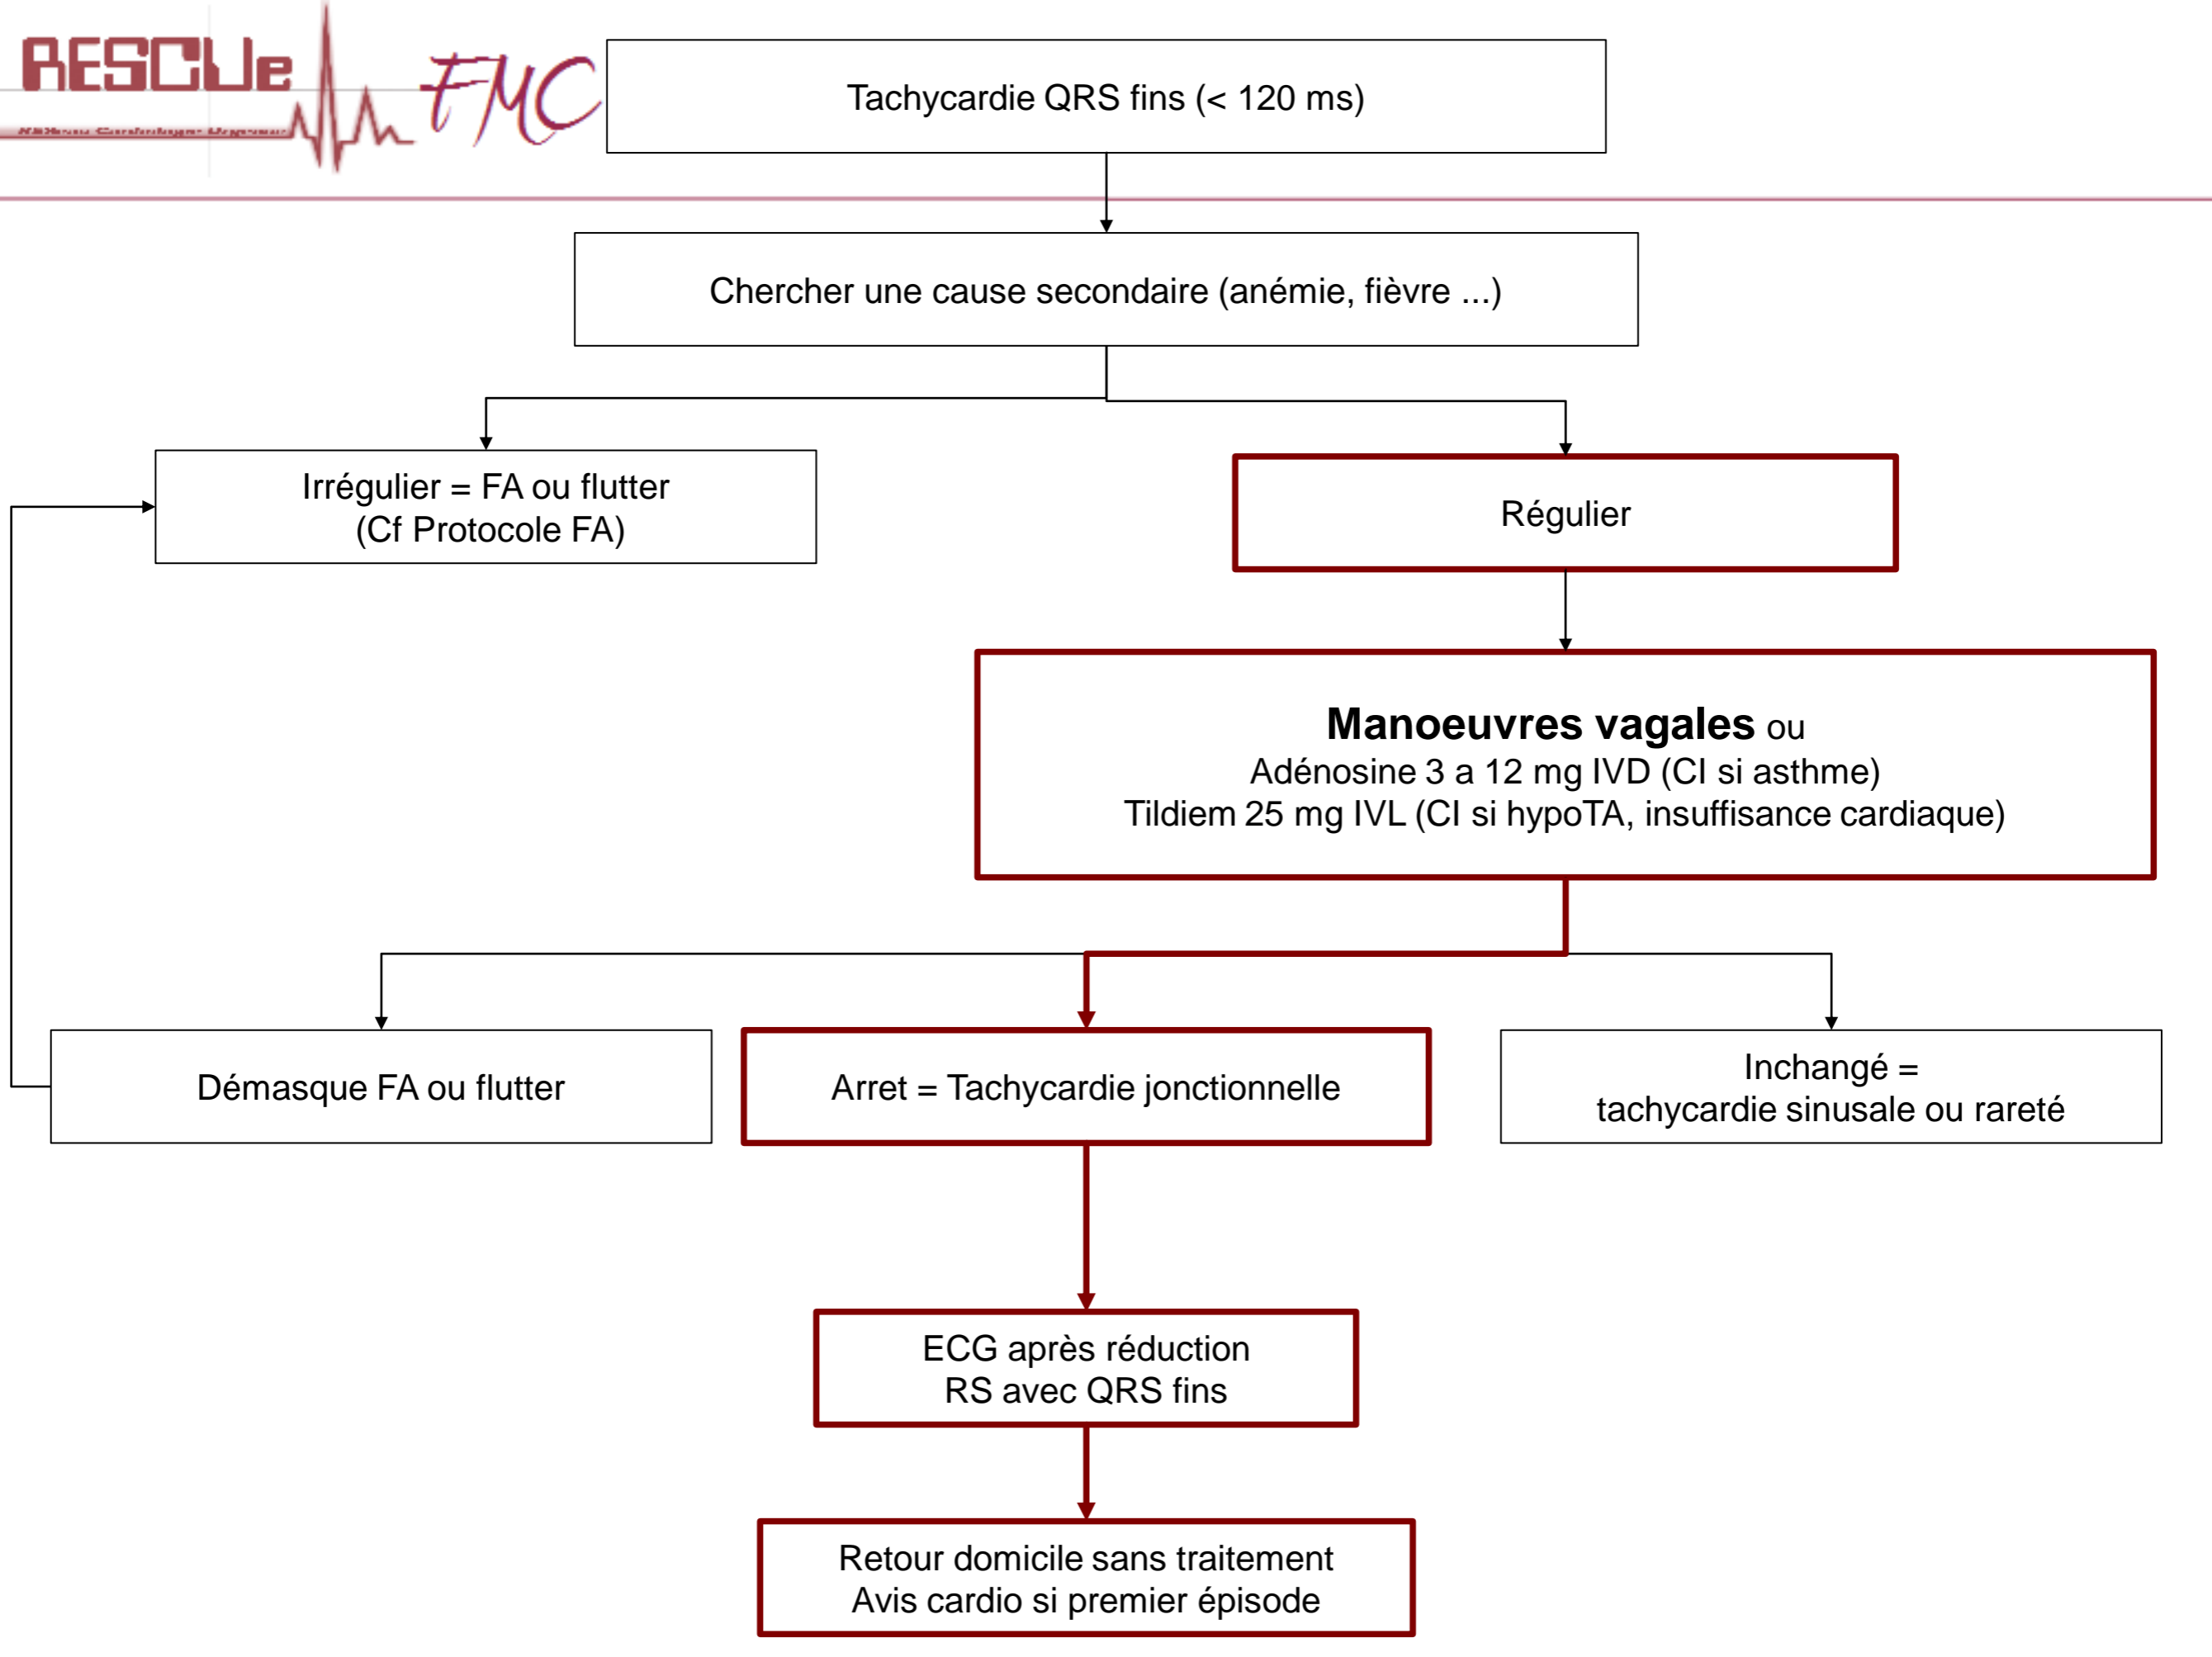 RESCUe
FMC
Tachycardie QRS fins (< 120 ms)
Chercher une cause secondaire (anémie, fièvre ...)
Irrégulier = FA ou flutter
(Cf Protocole FA)
Régulier
Manoeuvres vagales ou
Adénosine 3 a 12 mg IVD (CI si asthme)
Tildiem 25 mg IVL (CI si hypoTA, insuffisance cardiaque)
Démasque FA ou flutter
Arret = Tachycardie jonctionnelle
Inchangé =
tachycardie sinusale ou rareté
ECG après réduction
RS avec QRS fins
Retour domicile sans traitement
Avis cardio si premier épisode